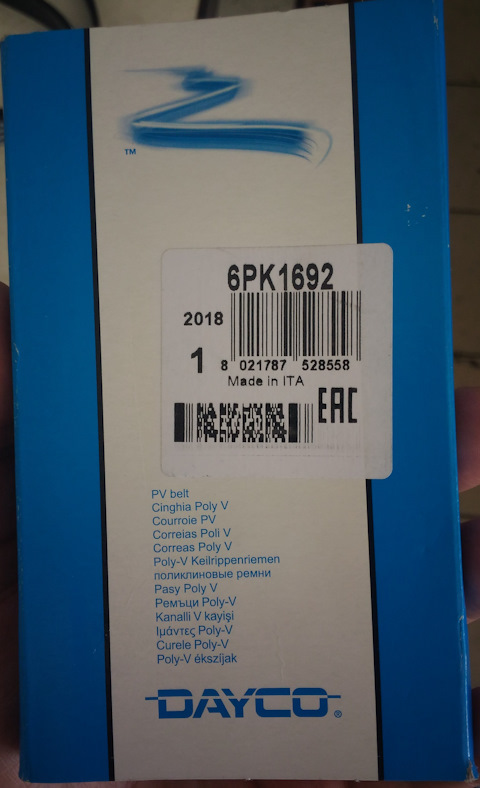 ™
6PK1692
2018
1
8 021787 528558
Made in ITA
EAC
PV belt
Cinghia Poly V
Courroie PV
Correias Poli V
Correas Poly V
Poly-V Keilrippenriemen
поликлиновые ремни
Pasy Poly V
Ремъци Poly-V
Kanalli V kayişi
Ιμάντες Poly-V
Curele Poly-V
Poly-V ékszíjak
DAYCO®